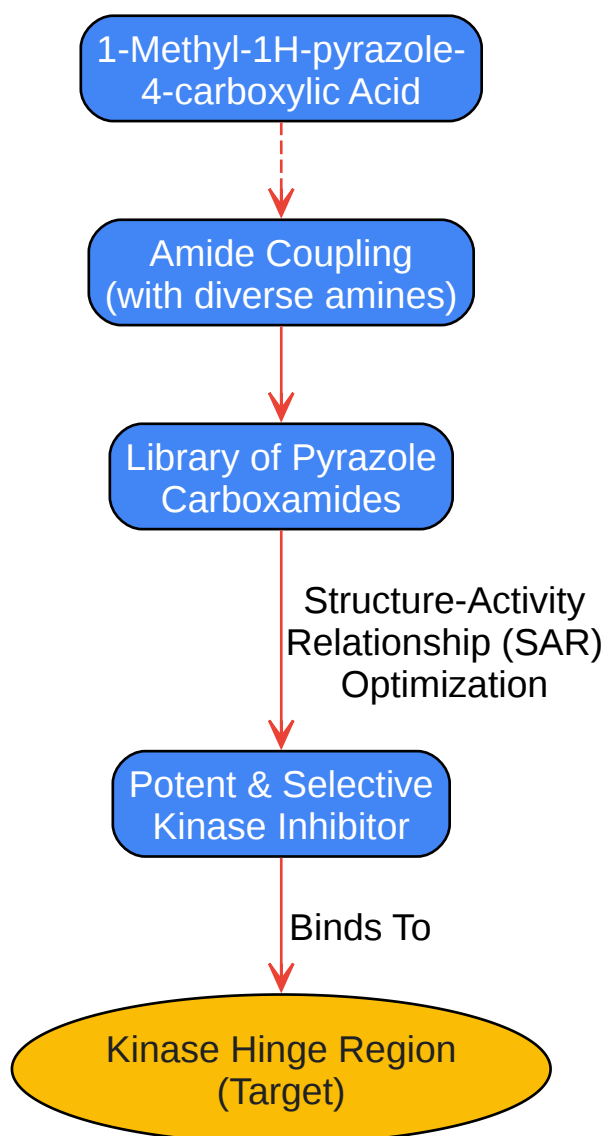 1-Methyl-1H-pyrazole-
4-carboxylic Acid
Amide Coupling
(with diverse amines)
Library of Pyrazole
Carboxamides
Structure-Activity
Relationship (SAR)
Optimization
Potent & Selective
Kinase Inhibitor
Binds To
Kinase Hinge Region
(Target)